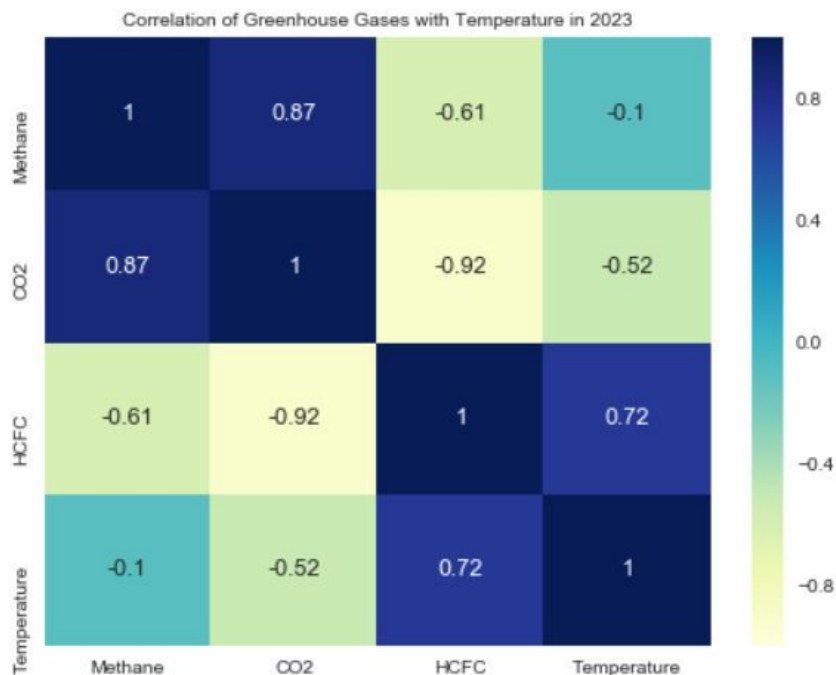 Correlation of Greenhouse Gases with Temperature in 2023
Methane 1 0.87 -0.61 -0.1
CO2 0.87 1 -0.92 -0.52
HCFC -0.61 -0.92 1 0.72
Temperature -0.1 -0.52 0.72 1
Methane CO2 HCFC Temperature
0.8
0.4
0.0
−0.4
−0.8